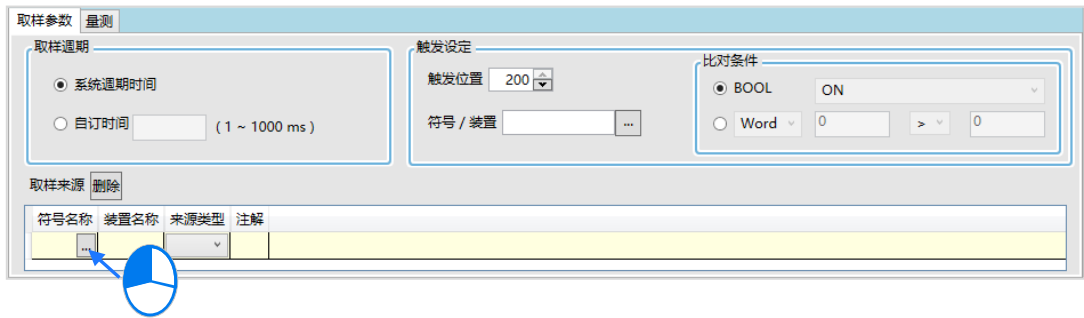 取样参数 量测
取样週期
系统週期时间
自订时间 ( 1 ~ 1000 ms )
触发设定
触发位置 200
符号 / 装置 ...
比对条件
BOOL ON
Word 0 > 0
取样来源 删除
符号名称 装置名称 来源类型 注解
...